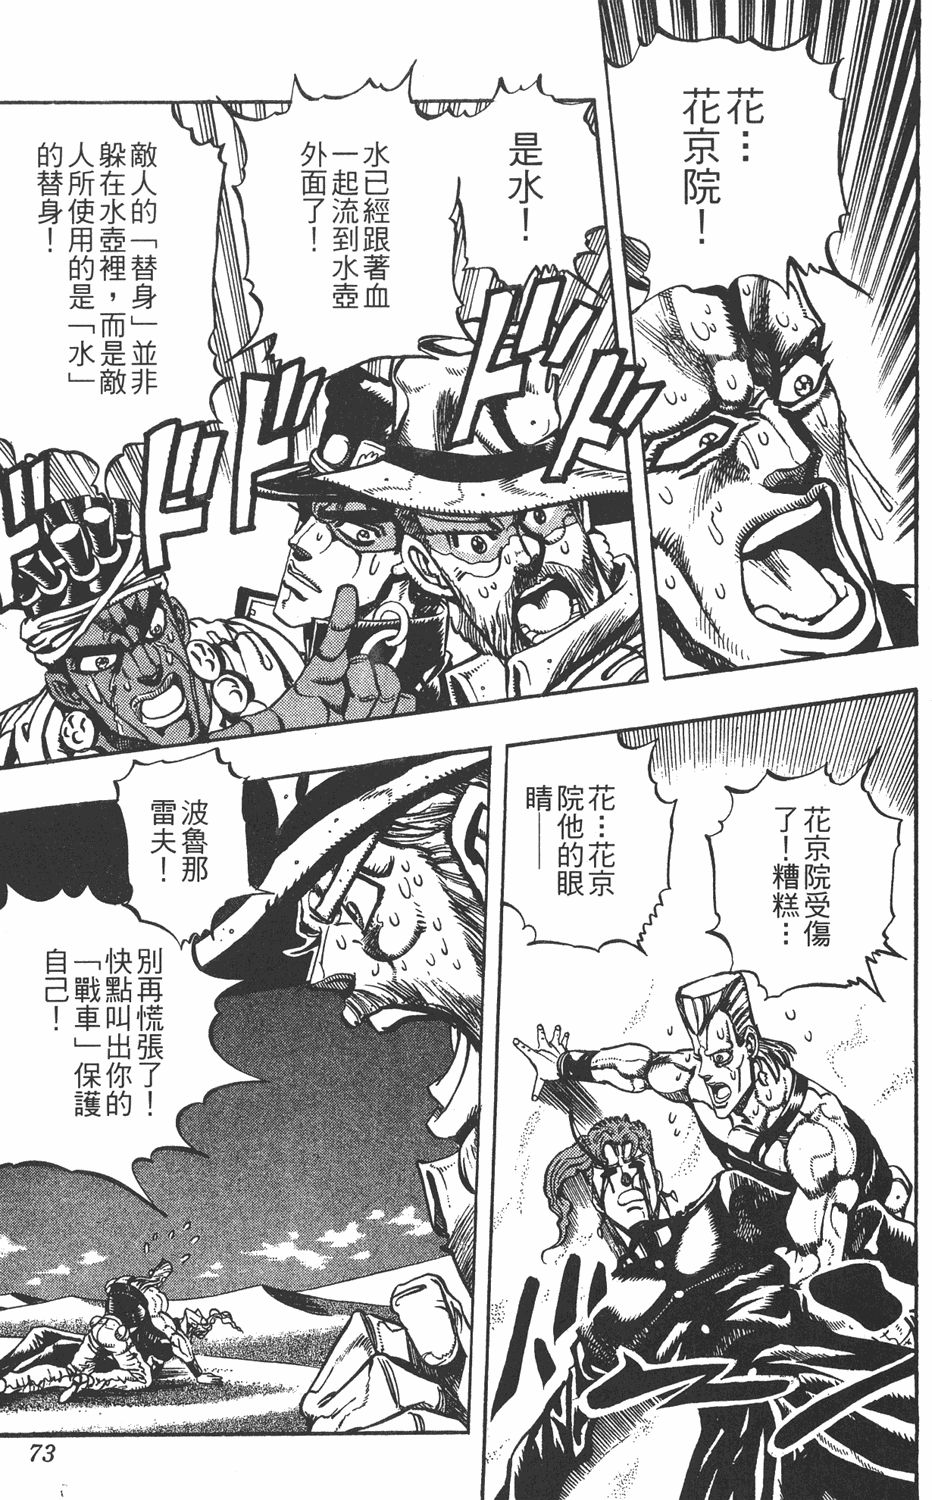 花…
花京院！
是水！
水已經跟著血
一起流到水壺
外面了！
敵人的「替身」並非
躲在水壺裡，而是敵
人所使用的是「水」
的替身！
ドドド
ドドド
花京院受傷
了！糟糕…
花…花京
院他的眼
睛——
波魯那
雷夫！
別再慌張了！
快點叫出你的
「戰車」保護
自己！
73